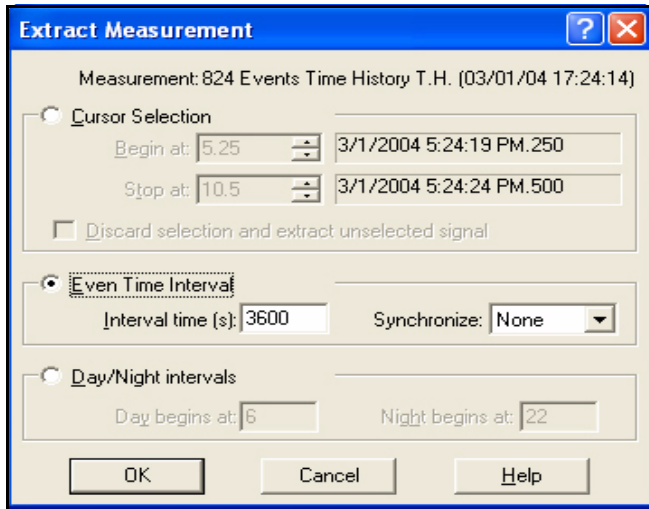 Extract Measurement
Measurement: 824 Events Time History T.H. (03/01/04 17:24:14)
Cursor Selection
Begin at: 5.25 3/1/2004 5:24:19 PM.250
Stop at: 10.5 3/1/2004 5:24:24 PM.500
Discard selection and extract unselected signal
Even Time Interval
Interval time (s): 3600 Synchronize: None
Day/Night intervals
Day begins at: 6 Night begins at: 22
OK Cancel Help